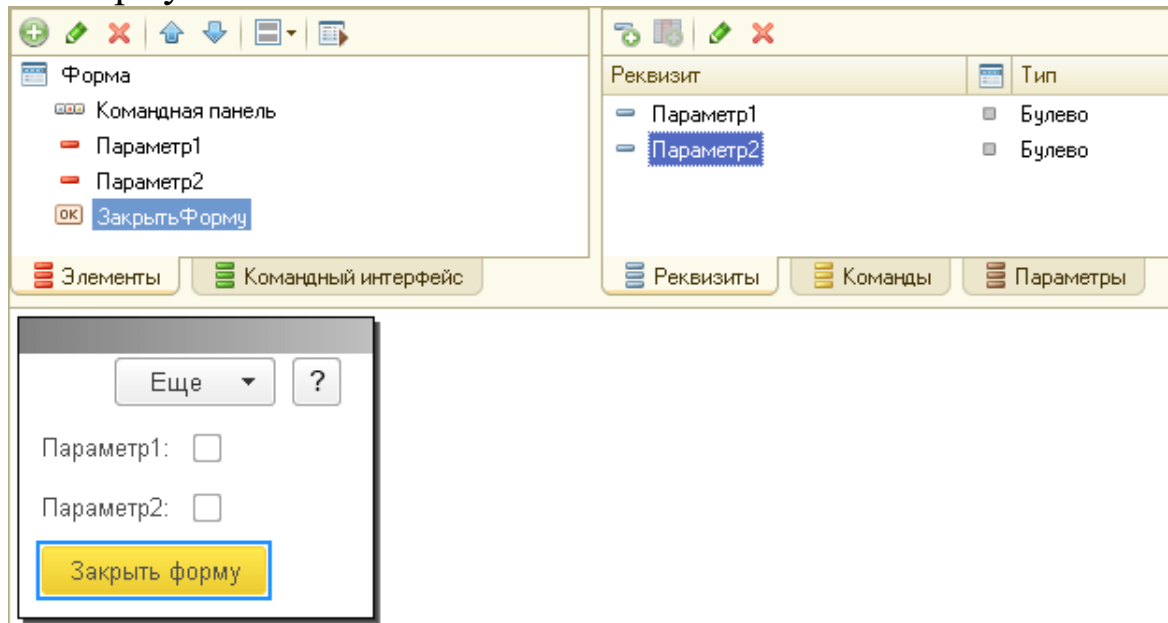 Форма
Командная панель
Параметр1
Параметр2
ОК ЗакрытьФорму
Элементы Командный интерфейс
Реквизит Тип
Параметр1 Булево
Параметр2 Булево
Реквизиты Команды Параметры
Еще ?
Параметр1:
Параметр2:
Закрыть форму